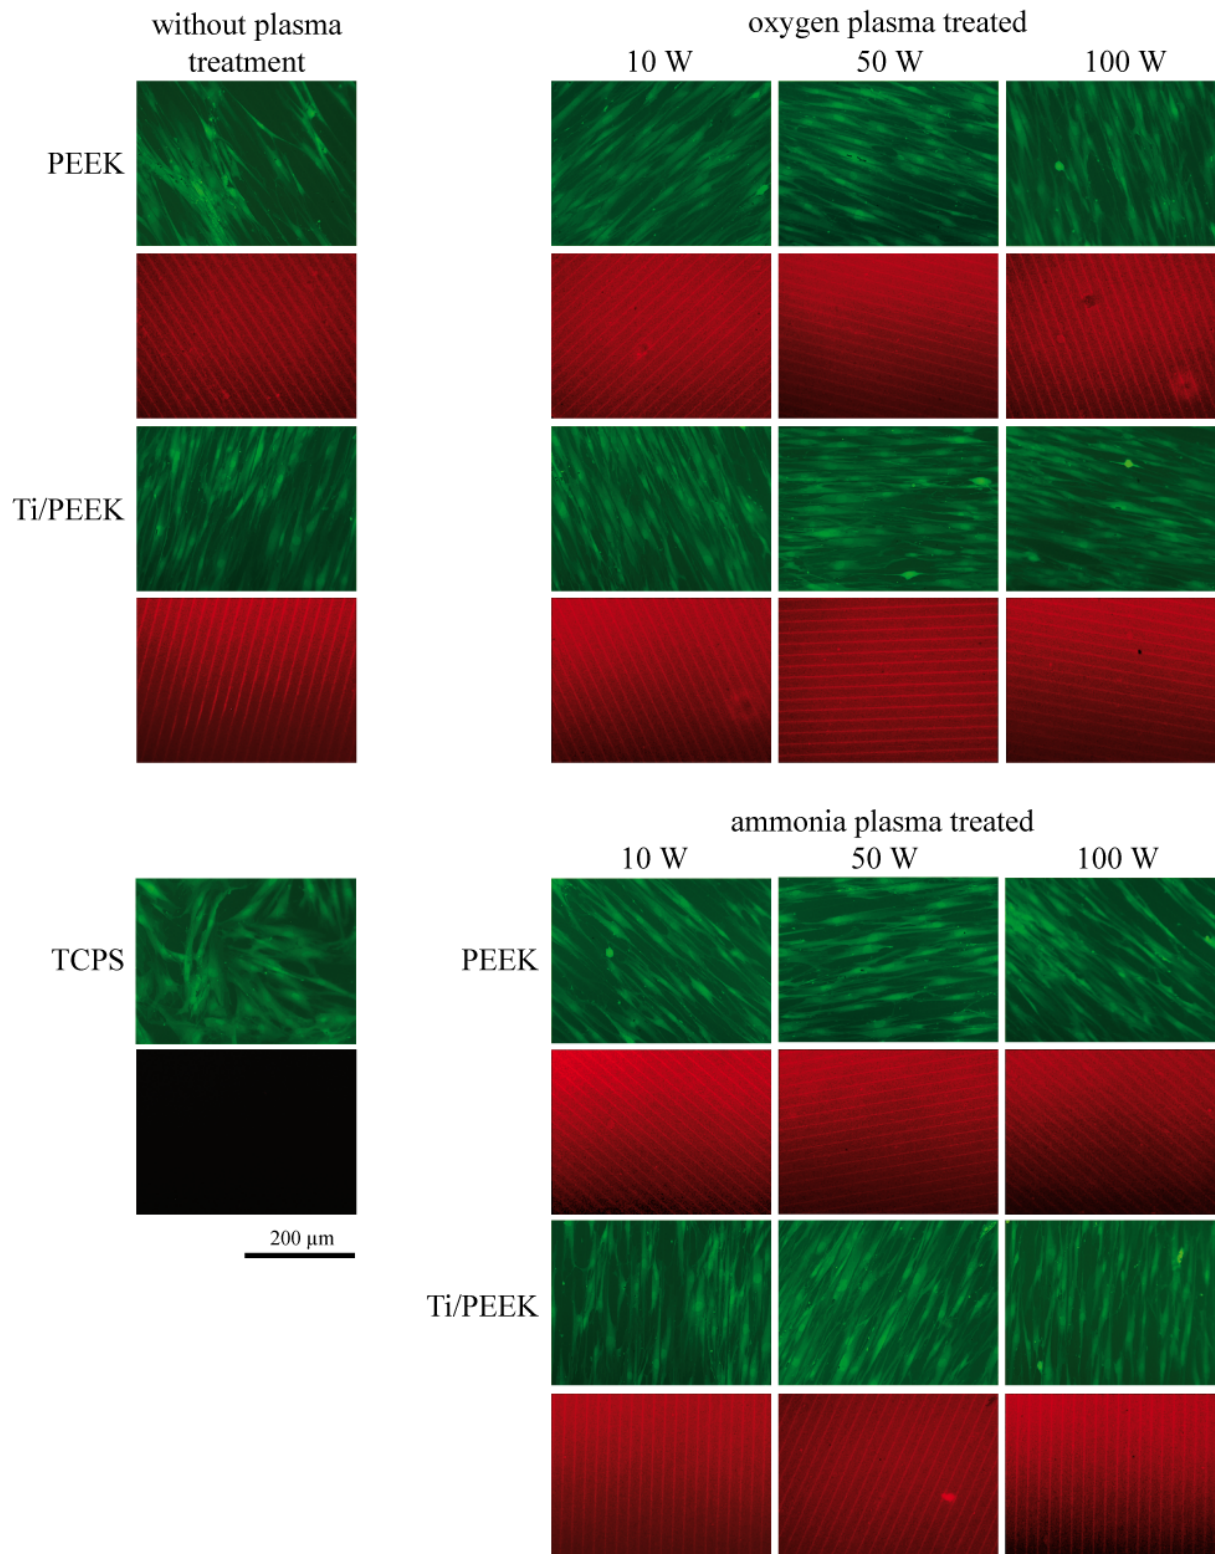 without plasma
treatment
oxygen plasma treated
10 W
50 W
100 W
PEEK
Ti/PEEK
ammonia plasma treated
10 W
50 W
100 W
TCPS
PEEK
200 µm
Ti/PEEK